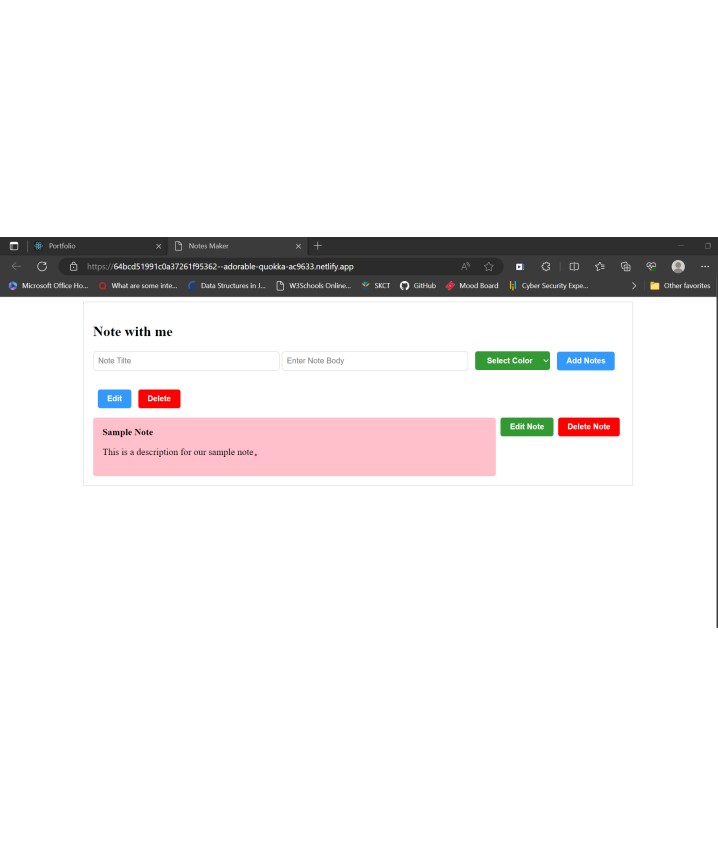 Portfolio
Notes Maker
https://64bcd51991c0a37261f95362--adorable-quokka-ac9633.netlify.app
Microsoft Office Ho... What are some inte... Data Structures in J... W3Schools Online... SKCT GitHub Mood Board Cyber Security Expe... Other favorites
Note with me
Note Tilte Enter Note Body Select Color Add Notes
Edit Delete
Sample Note Edit Note Delete Note
This is a description for our sample note.